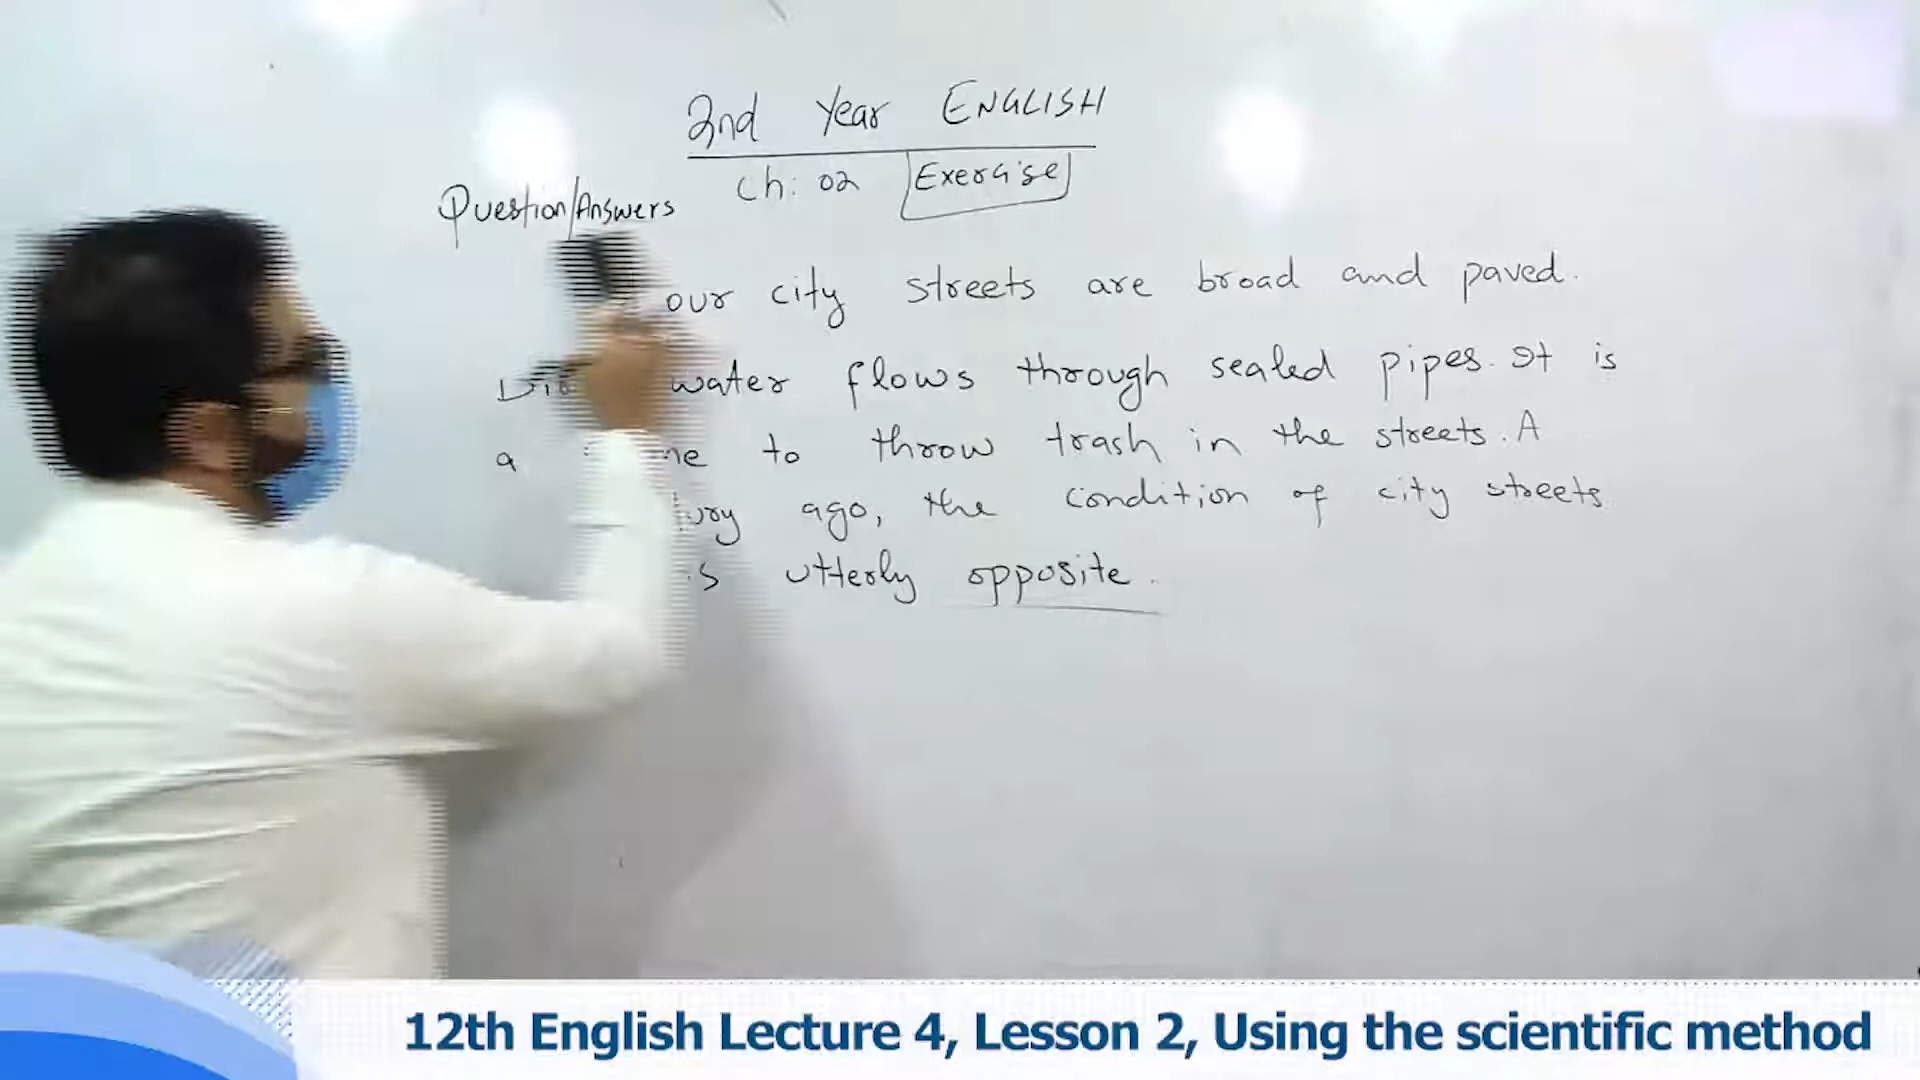 2nd Year ENGLISH
Ch: 02 Exercise
Question/Answers
our city streets are broad and paved.
water flows through sealed pipes. It is
a to throw trash in the streets. A
ago, the condition of city streets
utterly opposite.
12th English Lecture 4, Lesson 2, Using the scientific method